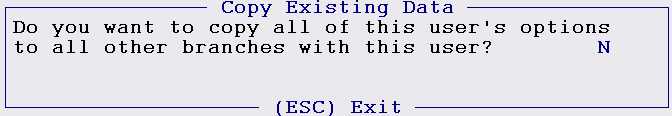 Copy Existing Data
Do you want to copy all of this user's options
to all other branches with this user? N
(ESC) Exit